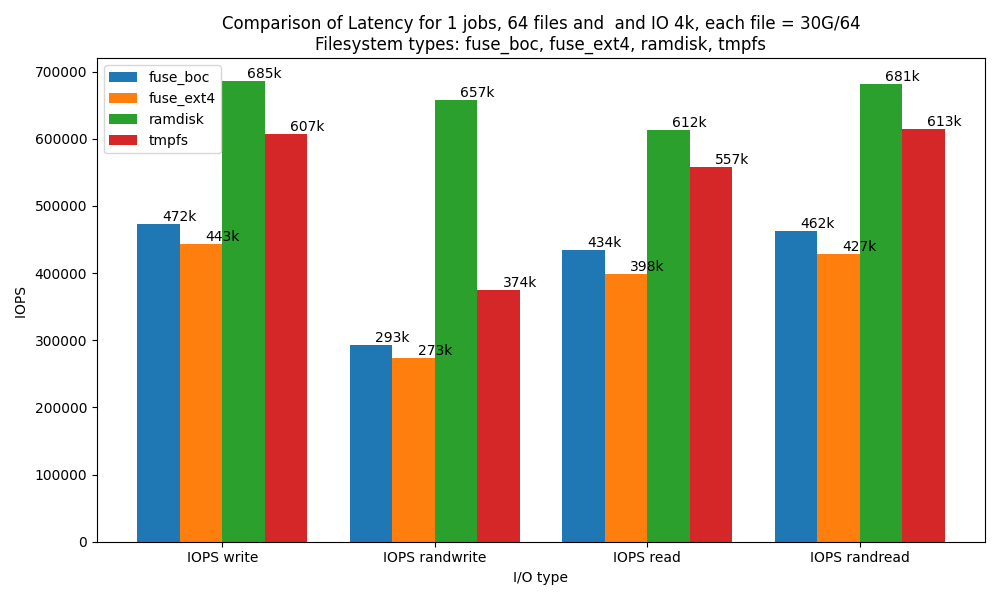 Comparison of Latency for 1 jobs, 64 files and  and IO 4k, each file = 30G/64
Filesystem types: fuse_boc, fuse_ext4, ramdisk, tmpfs
fuse_boc
fuse_ext4
ramdisk
tmpfs
700000
600000
500000
400000
300000
200000
100000
0
IOPS
472k
443k
685k
607k
293k
273k
657k
374k
434k
398k
612k
557k
462k
427k
681k
613k
IOPS write
IOPS randwrite
IOPS read
IOPS randread
I/O type